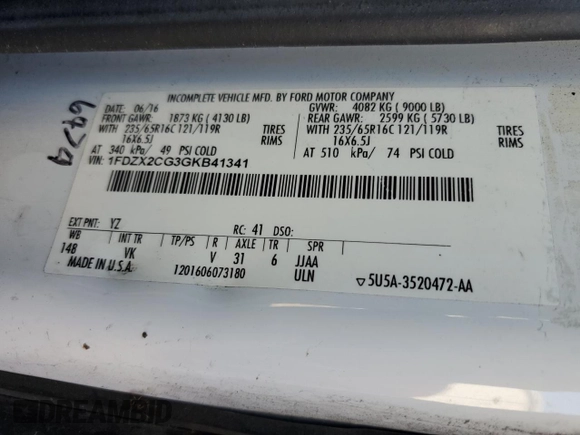 6479
INCOMPLETE VEHICLE MFD. BY FORD MOTOR COMPANY
DATE: 06/16 GVWR: 4082 KG ( 9000 LB)
FRONT GAWR: 1873 KG ( 4130 LB) REAR GAWR: 2599 KG ( 5730 LB)
WITH 235/65R16C 121/119R TIRES WITH 235/65R16C 121/119R TIRES
16X6.5J RIMS 16X6.5J RIMS
AT 340 kPa/ 49 PSI COLD AT 510 kPa/ 74 PSI COLD
VIN: 1FDZX2CG3GKB41341
EXT PNT: YZ RC: 41 DSO:
WB INT TR TP/PS R AXLE TR SPR
148 VK V 31 6 JJAA
MADE IN U.S.A. 1201606073180 ULN ▽5U5A-3520472-AA
DREAMBID